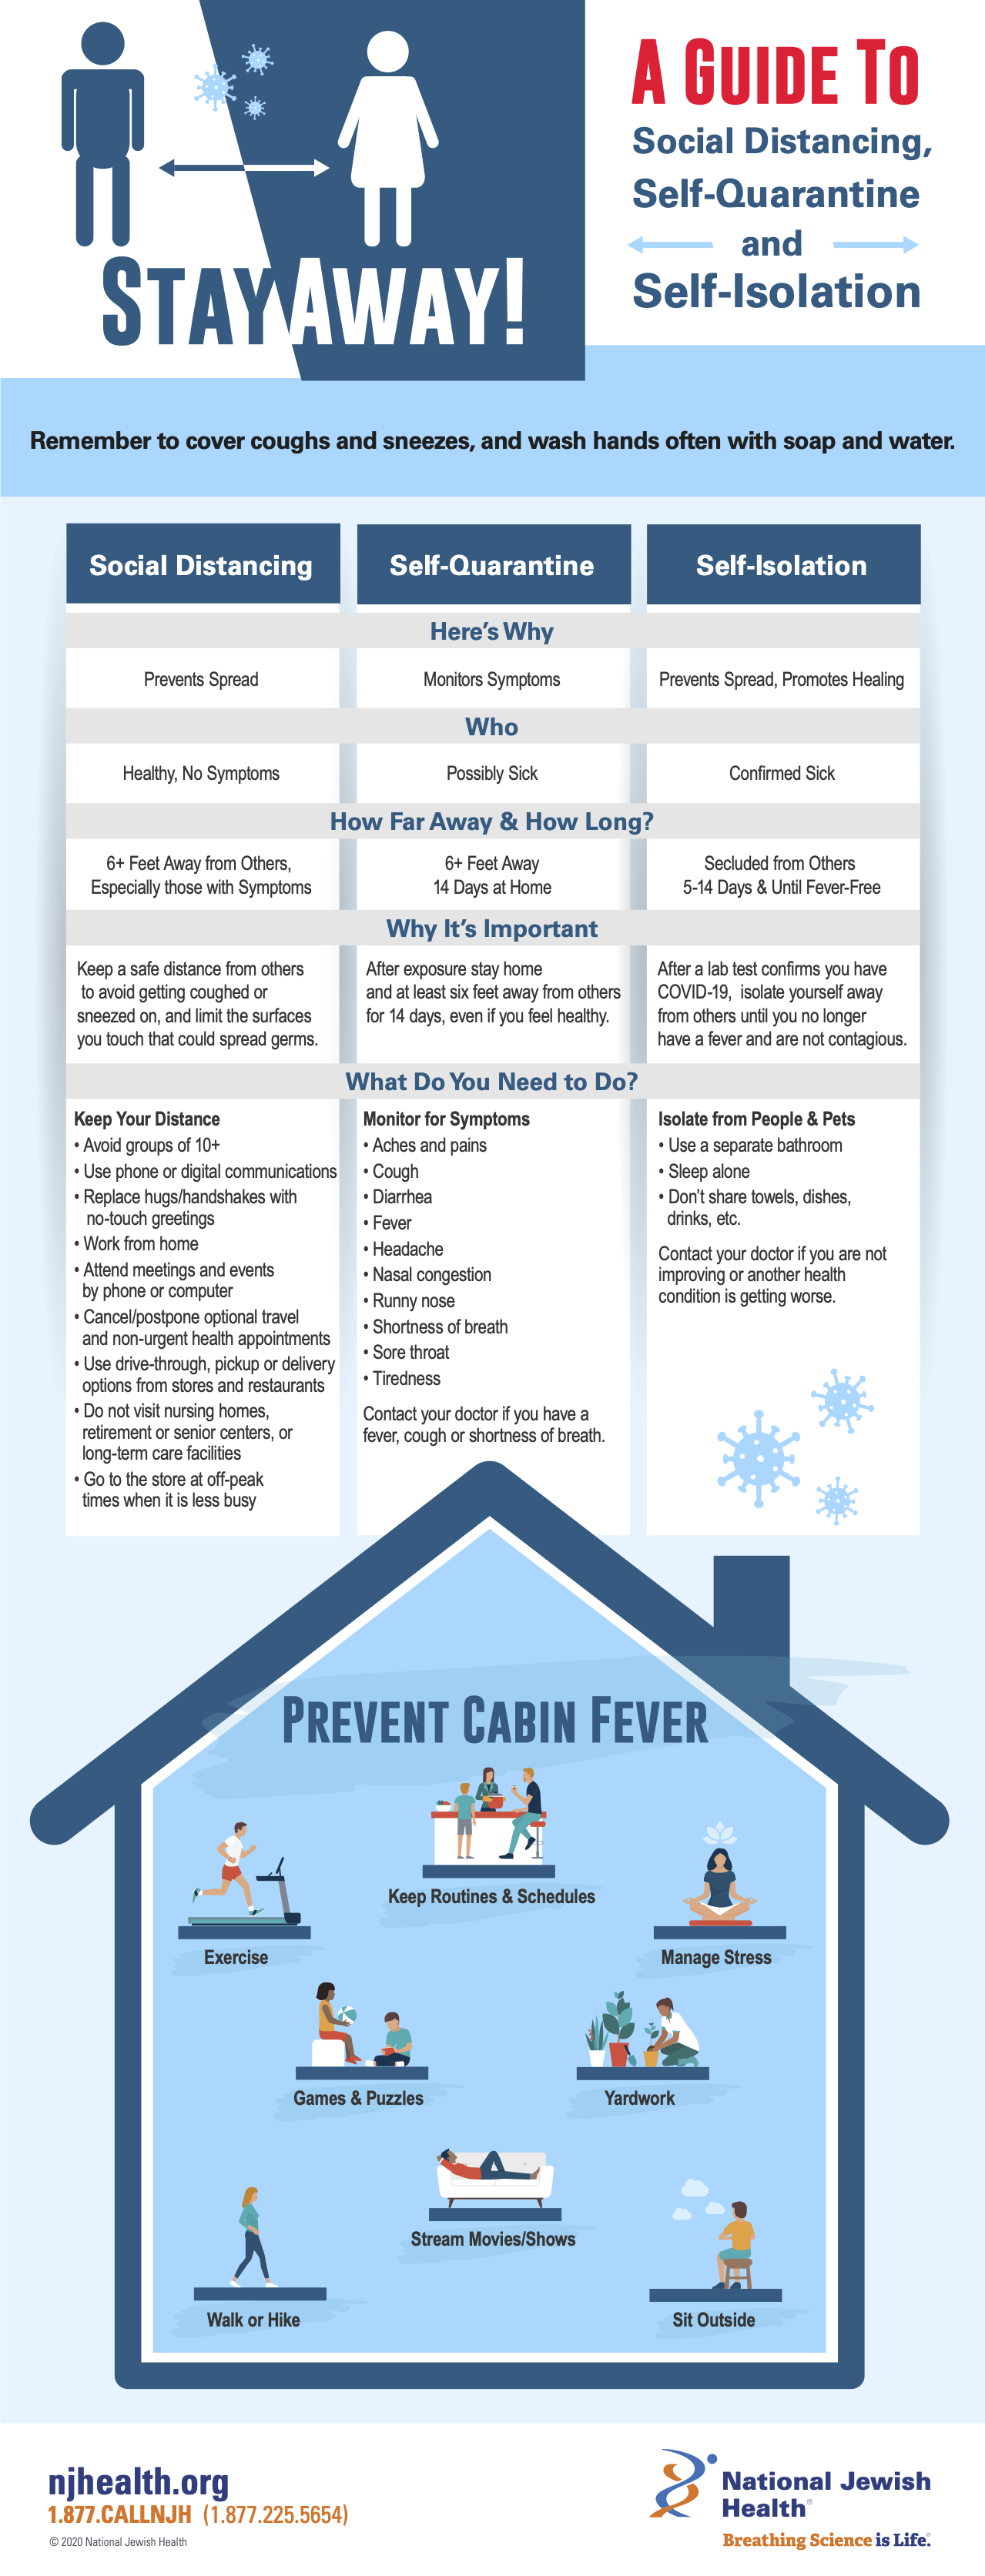 STAY AWAY!
A GUIDE TO
Social Distancing,
Self-Quarantine
and
Self-Isolation
Remember to cover coughs and sneezes, and wash hands often with soap and water.
Social Distancing
Self-Quarantine
Self-Isolation
Here's Why
Prevents Spread
Monitors Symptoms
Prevents Spread, Promotes Healing
Who
Healthy, No Symptoms
Possibly Sick
Confirmed Sick
How Far Away & How Long?
6+ Feet Away from Others,
Especially those with Symptoms
6+ Feet Away
14 Days at Home
Secluded from Others
5-14 Days & Until Fever-Free
Why It's Important
Keep a safe distance from others
to avoid getting coughed or
sneezed on, and limit the surfaces
you touch that could spread germs.
After exposure stay home
and at least six feet away from others
for 14 days, even if you feel healthy.
After a lab test confirms you have
COVID-19, isolate yourself away
from others until you no longer
have a fever and are not contagious.
What Do You Need to Do?
Keep Your Distance
• Avoid groups of 10+
• Use phone or digital communications
• Replace hugs/handshakes with
no-touch greetings
• Work from home
• Attend meetings and events
by phone or computer
• Cancel/postpone optional travel
and non-urgent health appointments
• Use drive-through, pickup or delivery
options from stores and restaurants
• Do not visit nursing homes,
retirement or senior centers, or
long-term care facilities
• Go to the store at off-peak
times when it is less busy
Monitor for Symptoms
• Aches and pains
• Cough
• Diarrhea
• Fever
• Headache
• Nasal congestion
• Runny nose
• Shortness of breath
• Sore throat
• Tiredness
Contact your doctor if you have a
fever, cough or shortness of breath.
Isolate from People & Pets
• Use a separate bathroom
• Sleep alone
• Don't share towels, dishes,
drinks, etc.
Contact your doctor if you are not
improving or another health
condition is getting worse.
PREVENT CABIN FEVER
Keep Routines & Schedules
Exercise
Manage Stress
Games & Puzzles
Yardwork
Stream Movies/Shows
Walk or Hike
Sit Outside
njhealth.org
1.877.CALLNJH (1.877.225.5654)
© 2020 National Jewish Health
National Jewish
Health®
Breathing Science is Life.®